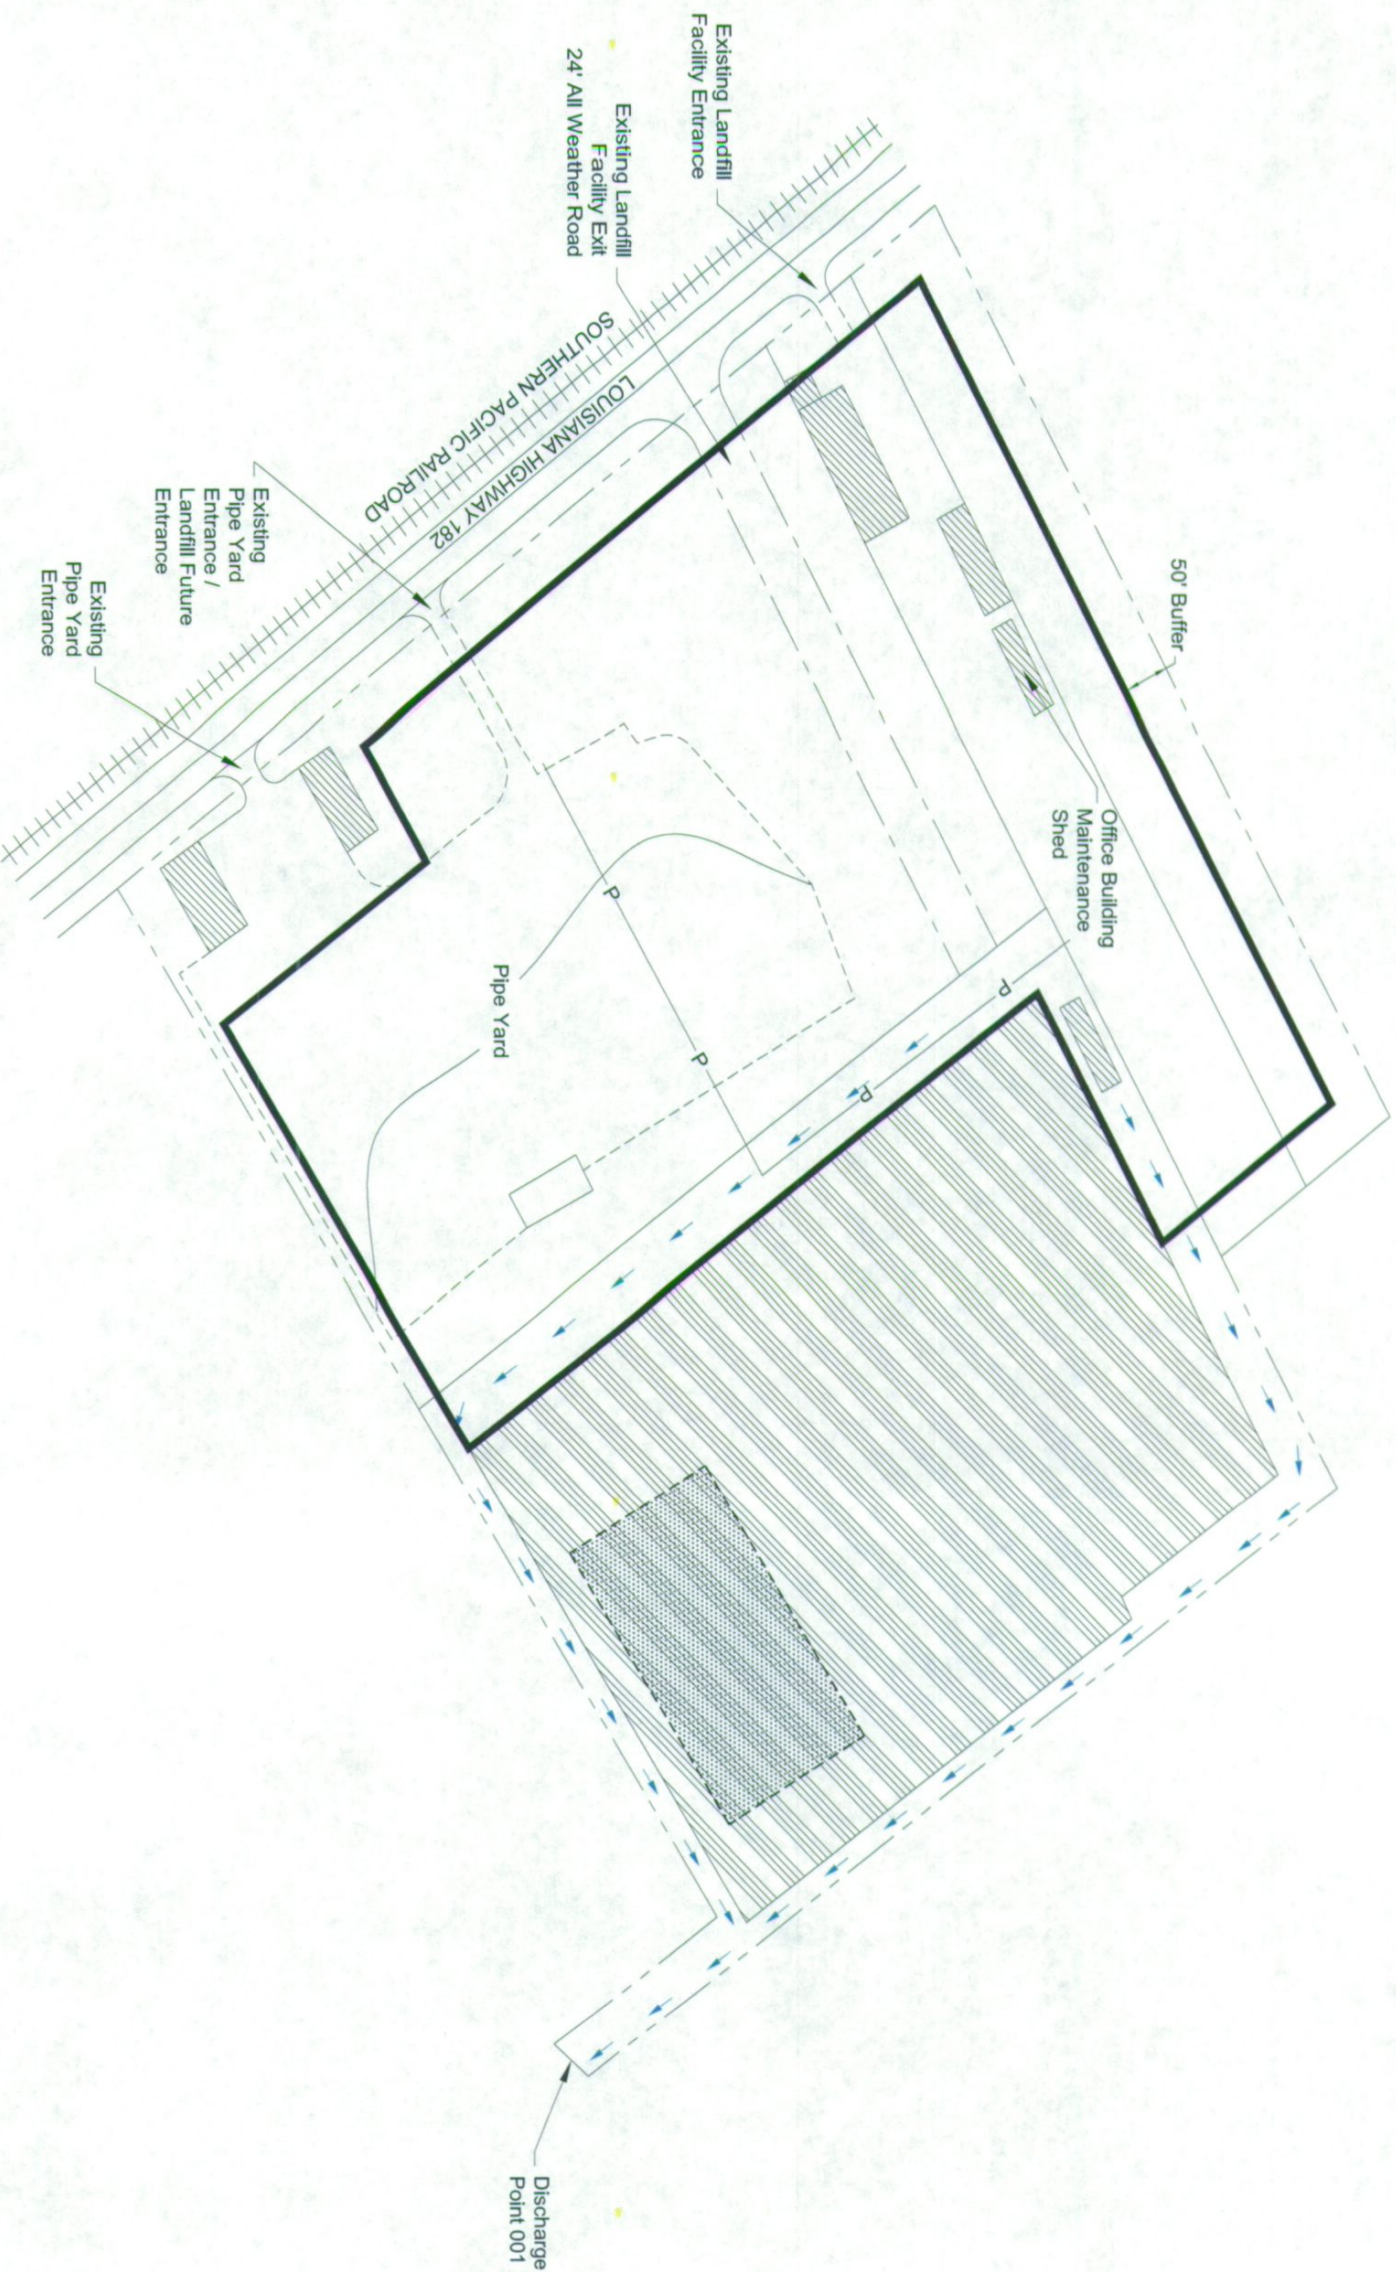 Existing Landfill
Facility Entrance
Existing Landfill
Facility Exit
24' All Weather Road
SOUTHERN PACIFIC RAILROAD
LOUISIANA HIGHWAY 182
Existing
Pipe Yard
Entrance /
Landfill Future
Entrance
Existing
Pipe Yard
Entrance
50' Buffer
Office Building
Maintenance
Shed
Pipe Yard
P
P
P
P
Discharge
Point 001